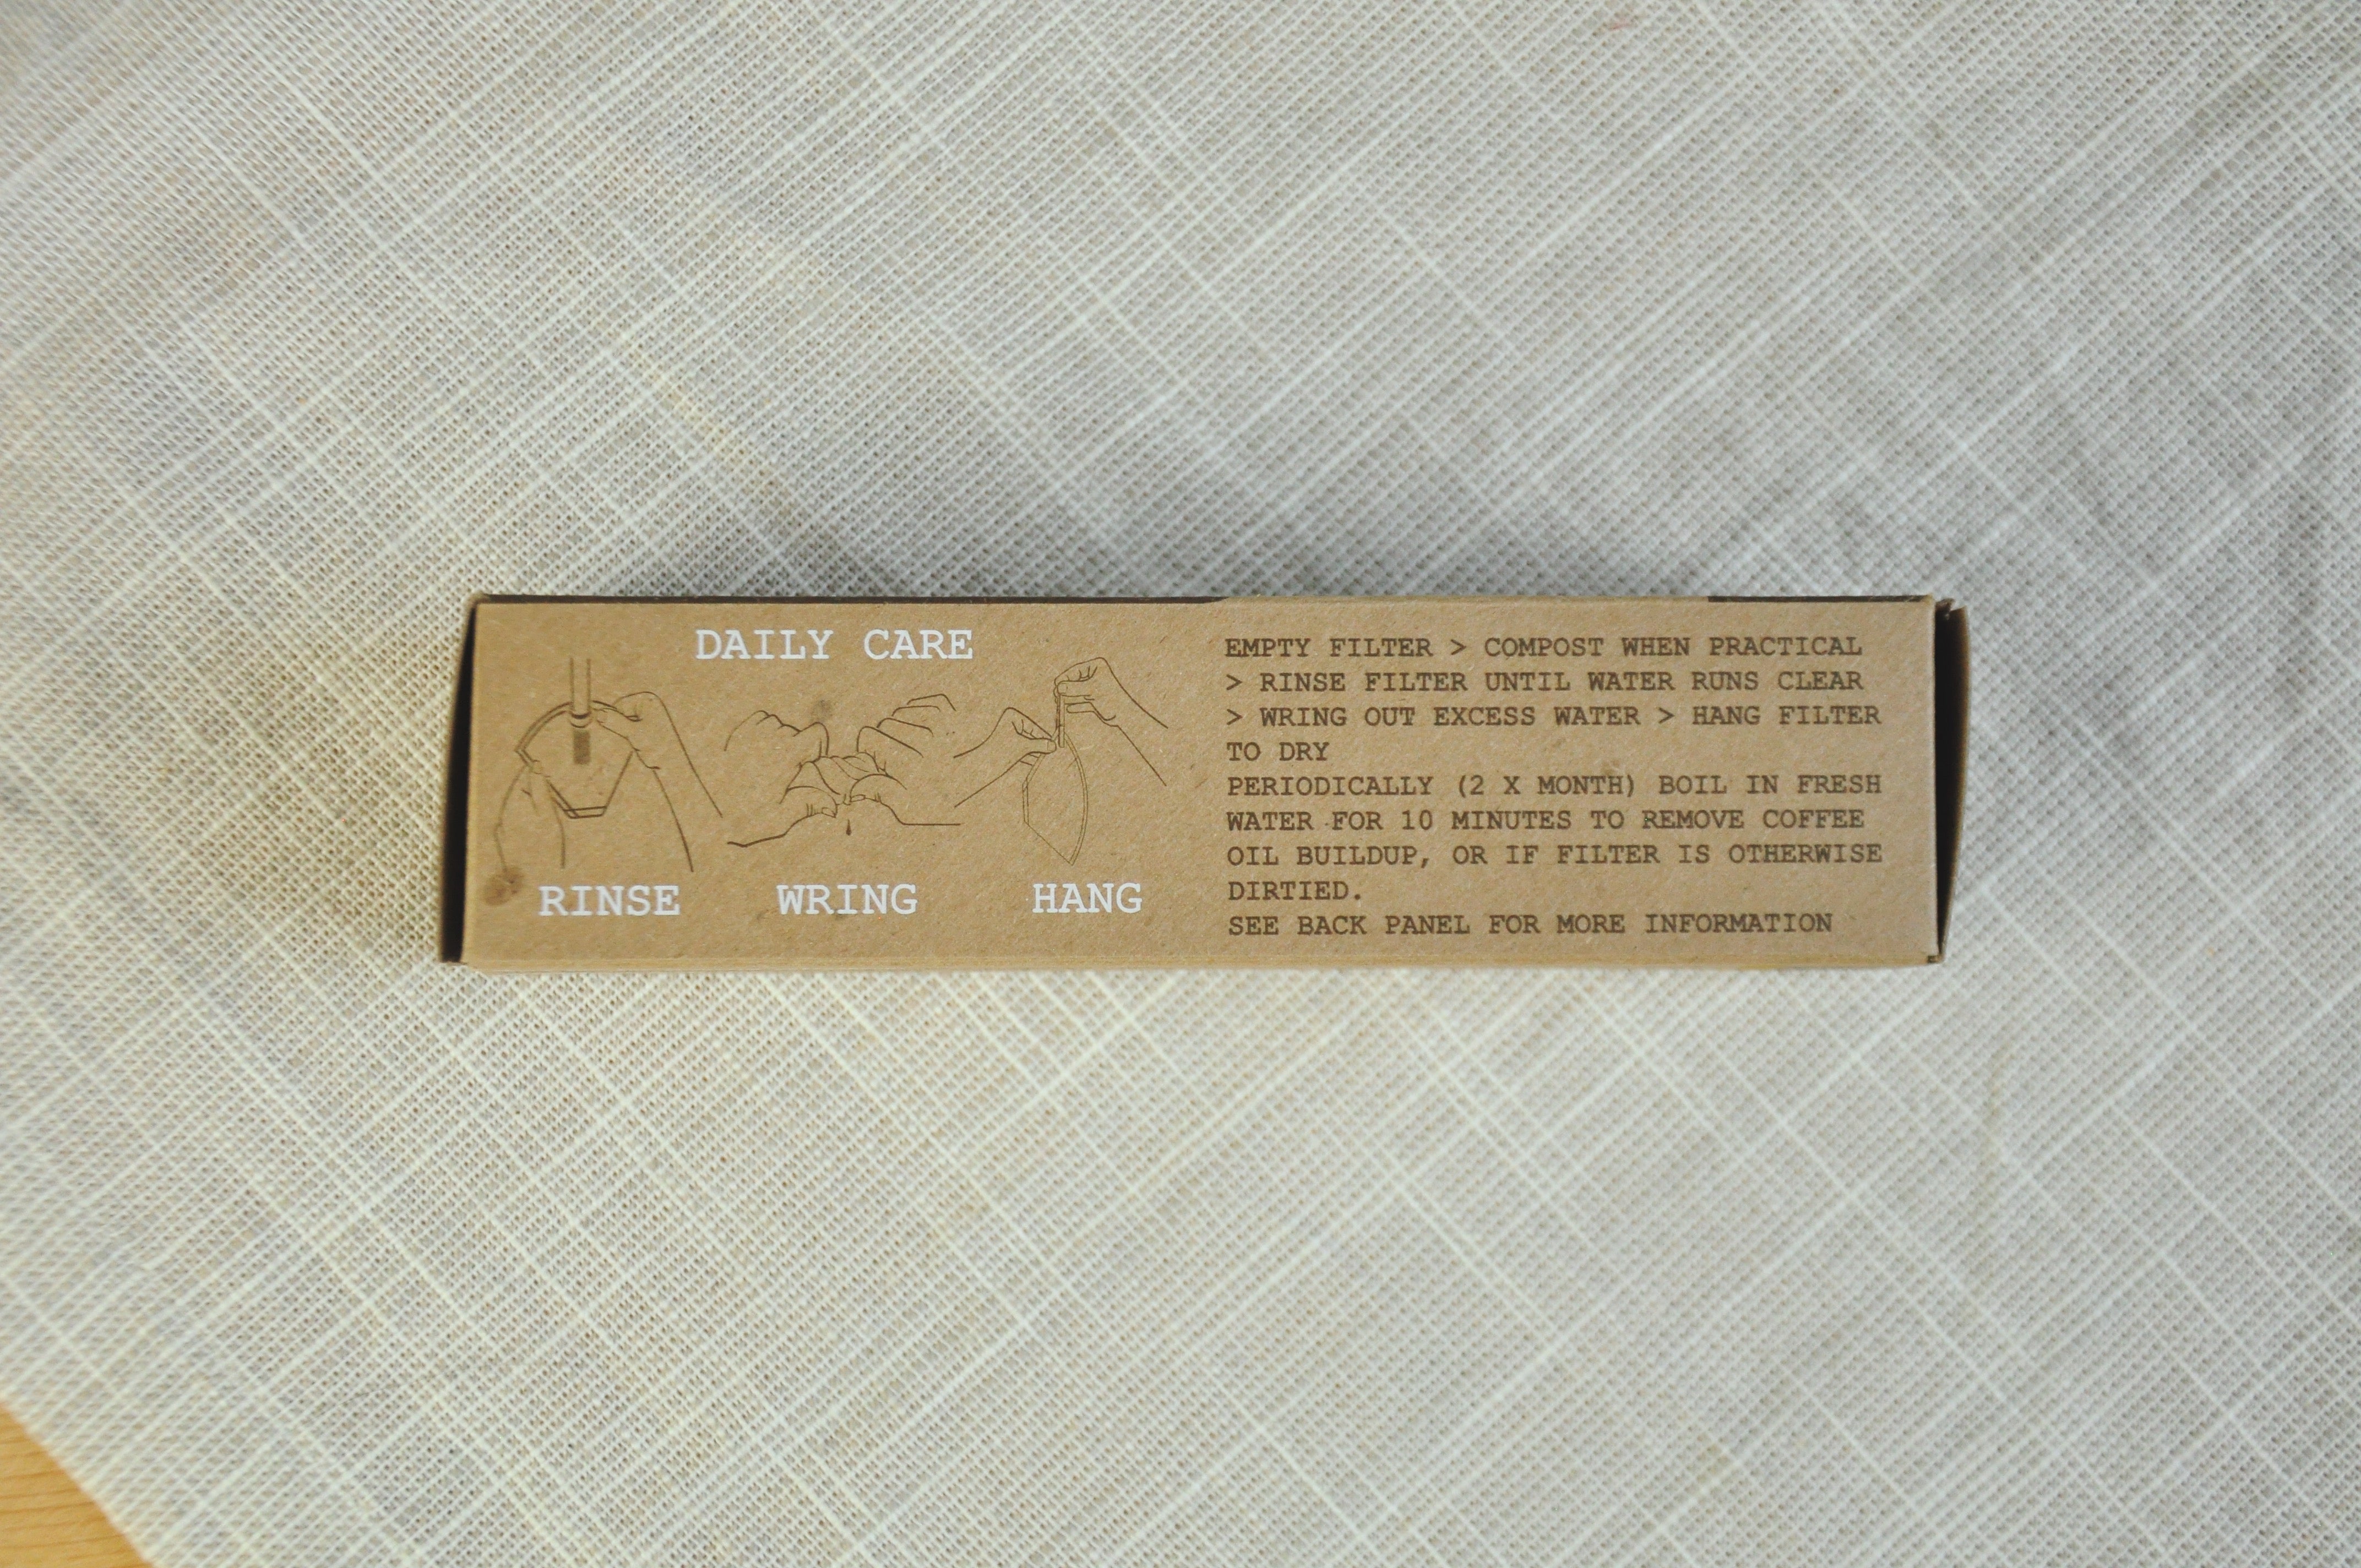 DAILY CARE
RINSE WRING HANG
EMPTY FILTER > COMPOST WHEN PRACTICAL
> RINSE FILTER UNTIL WATER RUNS CLEAR
> WRING OUT EXCESS WATER > HANG FILTER
TO DRY
PERIODICALLY (2 X MONTH) BOIL IN FRESH
WATER FOR 10 MINUTES TO REMOVE COFFEE
OIL BUILDUP, OR IF FILTER IS OTHERWISE
DIRTIED.
SEE BACK PANEL FOR MORE INFORMATION